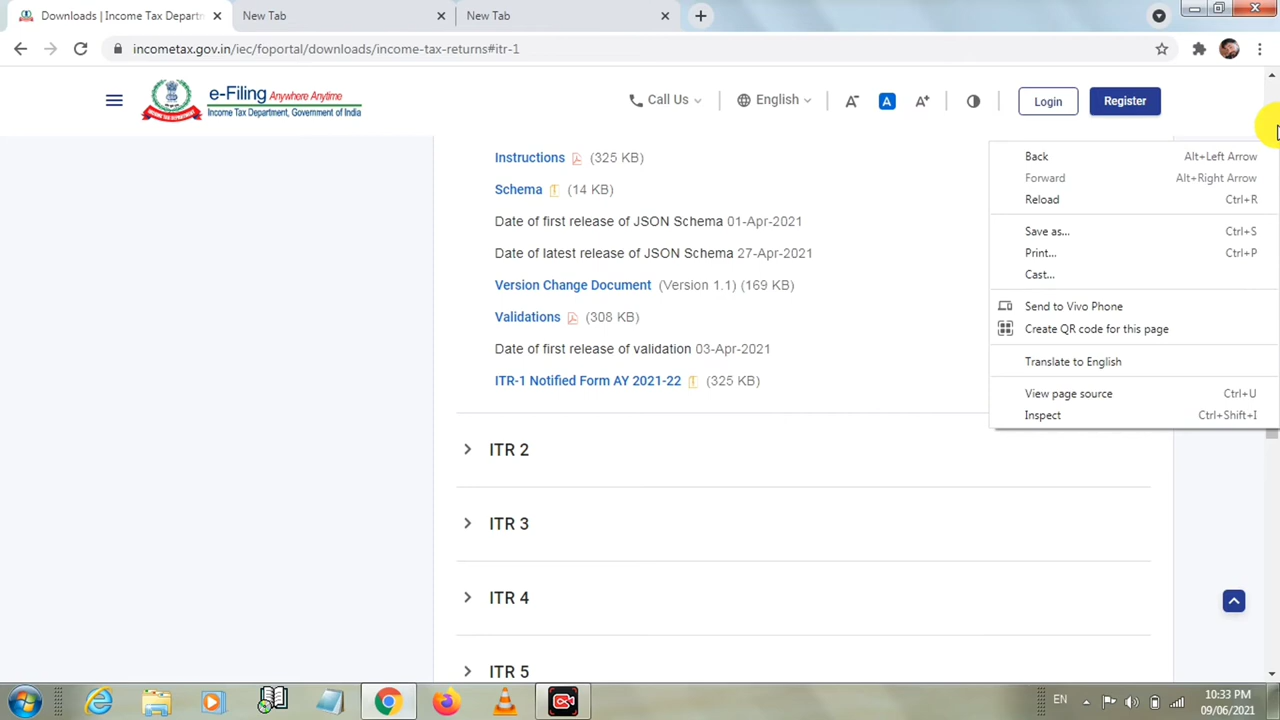 Downloads | Income Tax Departm
New Tab
New Tab
incometax.gov.in/iec/foportal/downloads/income-tax-returns#itr-1
e-Filing Anywhere Anytime
Income Tax Department, Government of India
Call Us
English
A-
A
A+
Login
Register
Instructions (325 KB)
Schema (14 KB)
Date of first release of JSON Schema 01-Apr-2021
Date of latest release of JSON Schema 27-Apr-2021
Version Change Document (Version 1.1) (169 KB)
Validations (308 KB)
Date of first release of validation 03-Apr-2021
ITR-1 Notified Form AY 2021-22 (325 KB)
ITR 2
ITR 3
ITR 4
ITR 5
Back Alt+Left Arrow
Forward Alt+Right Arrow
Reload Ctrl+R
Save as... Ctrl+S
Print... Ctrl+P
Cast...
Send to Vivo Phone
Create QR code for this page
Translate to English
View page source Ctrl+U
Inspect Ctrl+Shift+I
EN
10:33 PM
09/06/2021